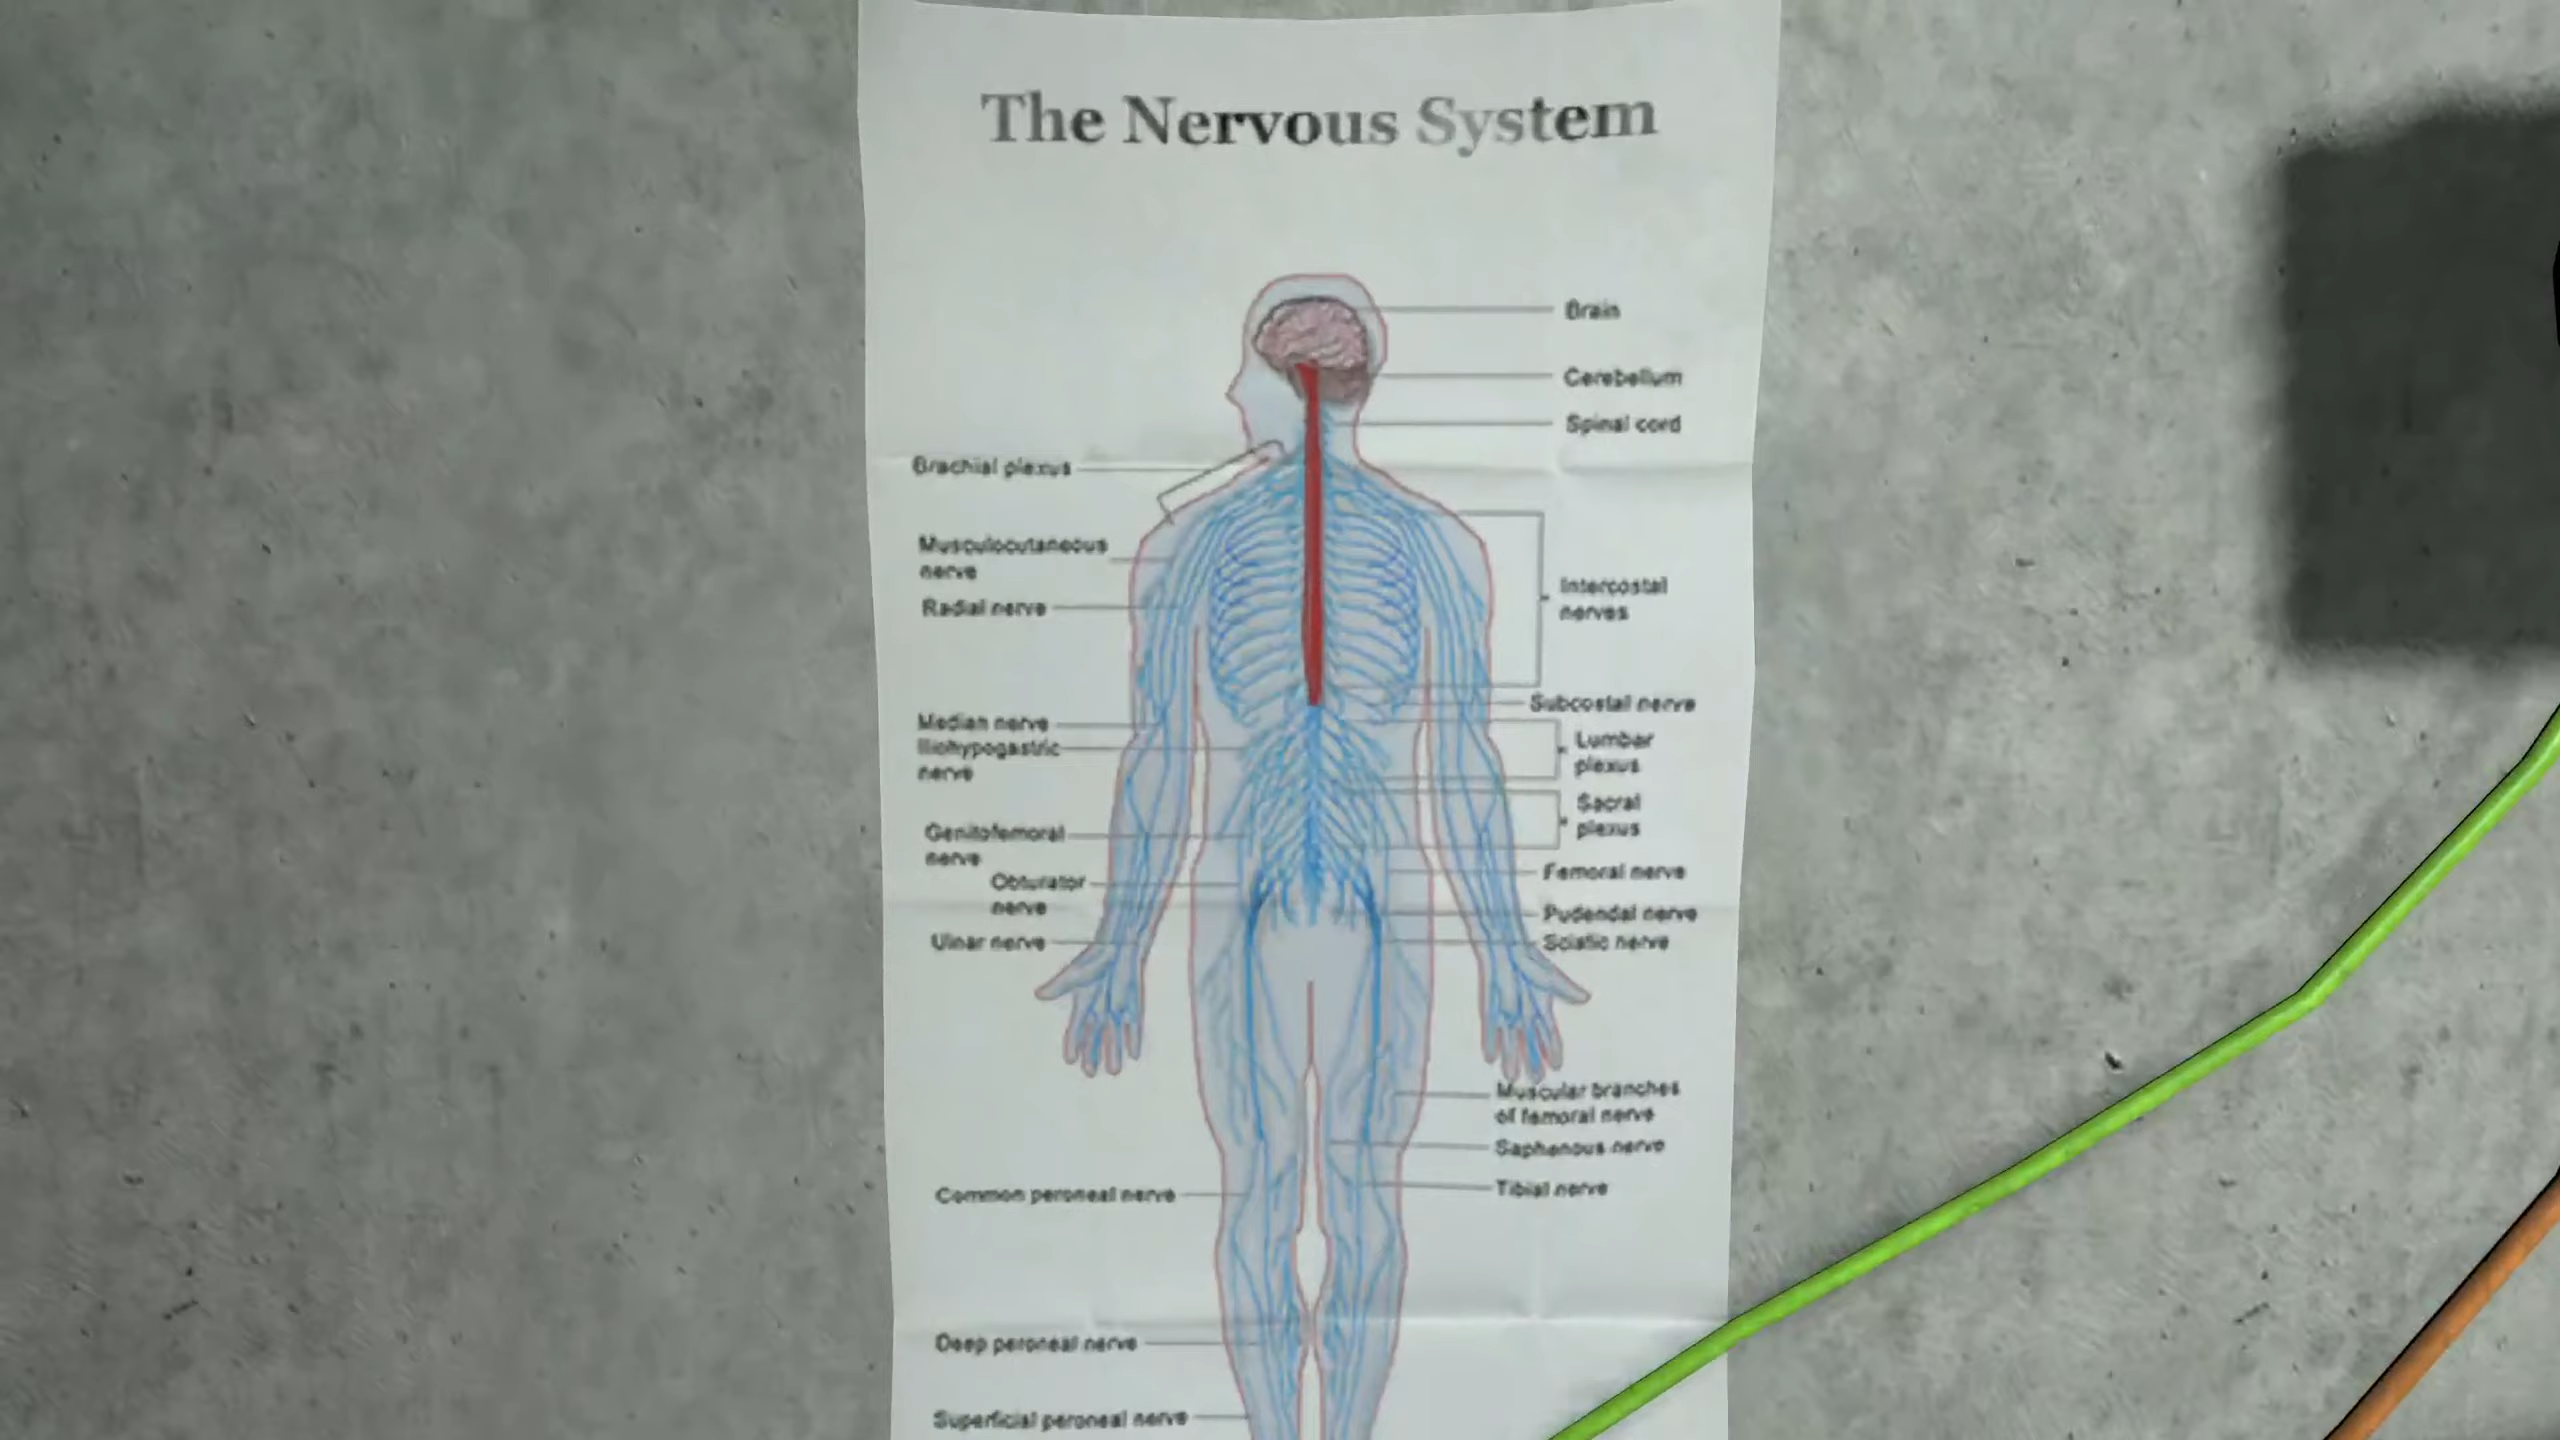 The Nervous System
Brain
Cerebellum
Spinal cord
Brachial plexus
Musculocutaneous
nerve
Radial nerve
Intercostal
nerves
Subcostal nerve
Median nerve
Iliohypogastric
nerve
Lumbar
plexus
Sacral
plexus
Genitofemoral
nerve
Obturator
nerve
Ulnar nerve
Femoral nerve
Pudendal nerve
Sciatic nerve
Muscular branches
of femoral nerve
Saphenous nerve
Tibial nerve
Common peroneal nerve
Deep peroneal nerve
Superficial peroneal nerve